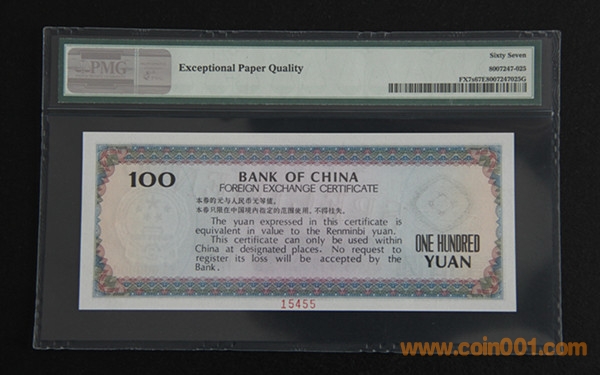 PMG
Exceptional Paper Quality
Sixty Seven
8007247-025
FX7s67E8007247025G
100
BANK OF CHINA
FOREIGN EXCHANGE CERTIFICATE
本券的元与人民币元等值。
本券只限在中国境内指定的范围使用，不得挂失。
The yuan expressed in this certificate is
equivalent in value to the Renminbi yuan.
This certificate can only be used within
China at designated places. No request to
register its loss will be accepted by the
Bank.
ONE HUNDRED
YUAN
15455
www.coin001.com